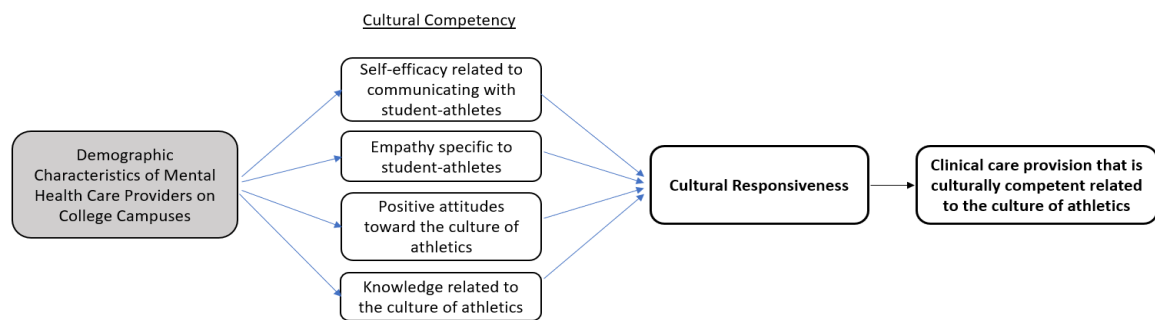 Cultural Competency
Demographic
Characteristics of Mental
Health Care Providers on
College Campuses
Self-efficacy related to
communicating with
student-athletes
Empathy specific to
student-athletes
Positive attitudes
toward the culture of
athletics
Knowledge related to
the culture of athletics
Cultural Responsiveness
Clinical care provision that is
culturally competent related
to the culture of athletics